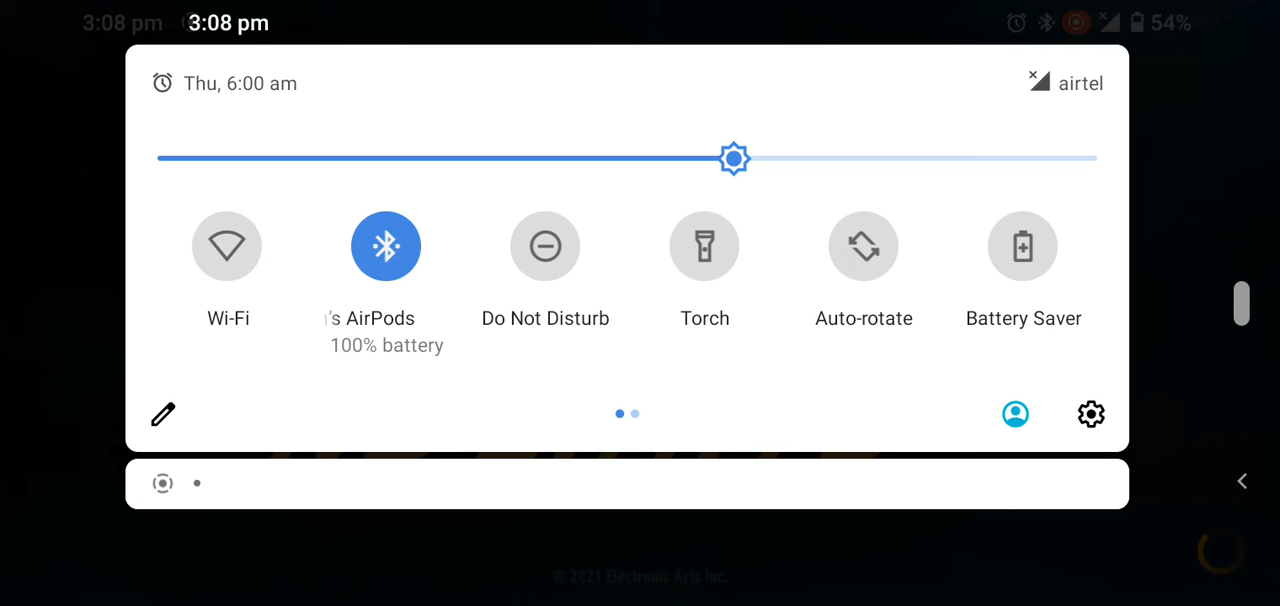 3:08 pm 3:08 pm 54%
Thu, 6:00 am airtel
Wi-Fi
's AirPods
100% battery
Do Not Disturb
Torch
Auto-rotate
Battery Saver
© 2021 Electronic Arts Inc.